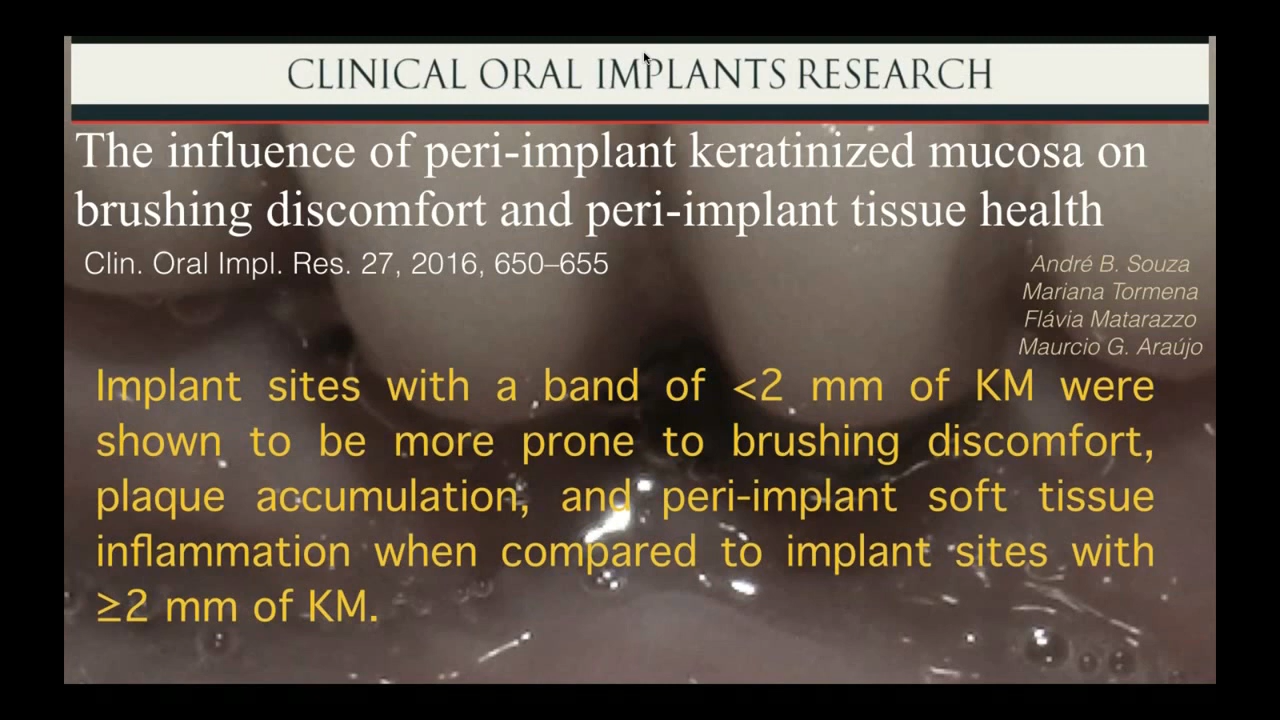 CLINICAL ORAL IMPLANTS RESEARCH
The influence of peri-implant keratinized mucosa on
brushing discomfort and peri-implant tissue health
Clin. Oral Impl. Res. 27, 2016, 650–655
André B. Souza
Mariana Tormena
Flávia Matarazzo
Maurcio G. Araújo
Implant sites with a band of <2 mm of KM were
shown to be more prone to brushing discomfort,
plaque accumulation, and peri-implant soft tissue
inflammation when compared to implant sites with
≥2 mm of KM.